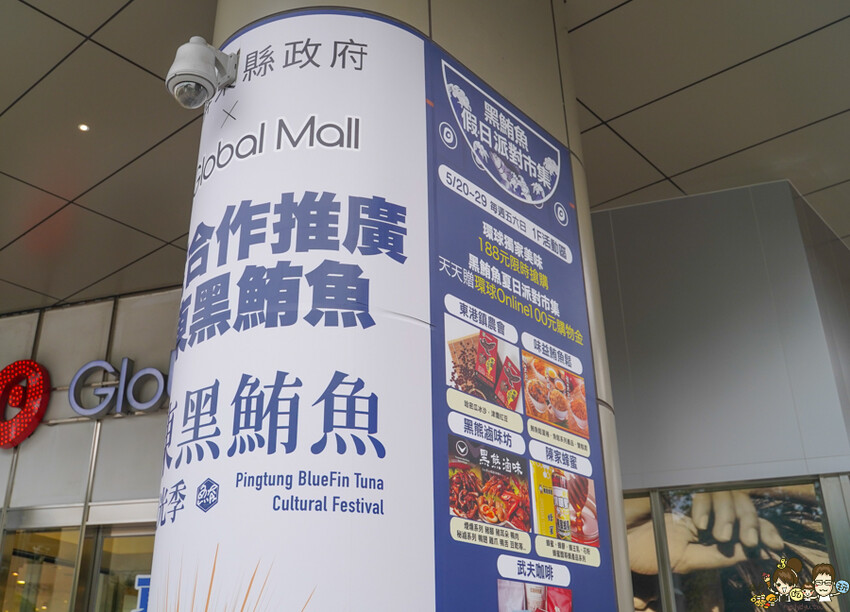 縣政府
×
Global Mall
合作推廣
東黑鮪魚
東黑鮪魚
光季
Pingtung BlueFin Tuna
Cultural Festival
Glo
黑鮪魚
假日派對市集
5/20~29 每週五六日 1F活動區
環球獨家美味
188元限時搶購
黑鮪魚夏日派對市集
天天贈環球Online100元購物金
東港鎮農會
味益鮪魚鬆
黑熊滷味坊
黑熊滷味
陳家蜂蜜
武夫咖啡